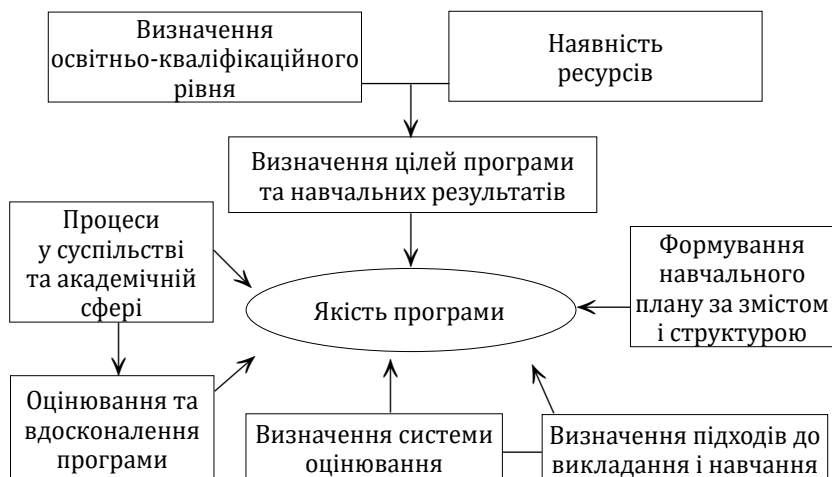 Визначення
освітньо-кваліфікаційного
рівня
Наявність
ресурсів
Визначення цілей програми
та навчальних результатів
Процеси
у суспільстві
та академічній
сфері
Формування
навчального
плану за змістом
і структурою
Якість програми
Оцінювання та
вдосконалення
програми
Визначення системи
оцінювання
Визначення підходів до
викладання і навчання